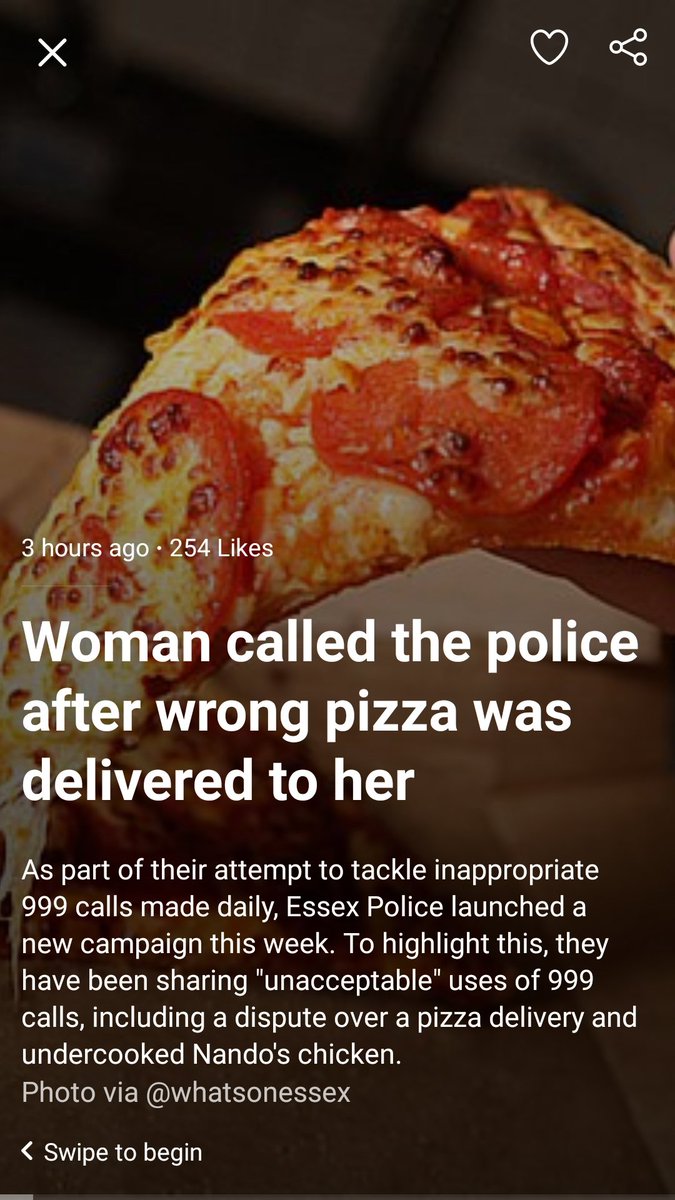 3 hours ago • 254 Likes
Woman called the police
after wrong pizza was
delivered to her
As part of their attempt to tackle inappropriate
999 calls made daily, Essex Police launched a
new campaign this week. To highlight this, they
have been sharing "unacceptable" uses of 999
calls, including a dispute over a pizza delivery and
undercooked Nando's chicken.
Photo via @whatsonessex
Swipe to begin